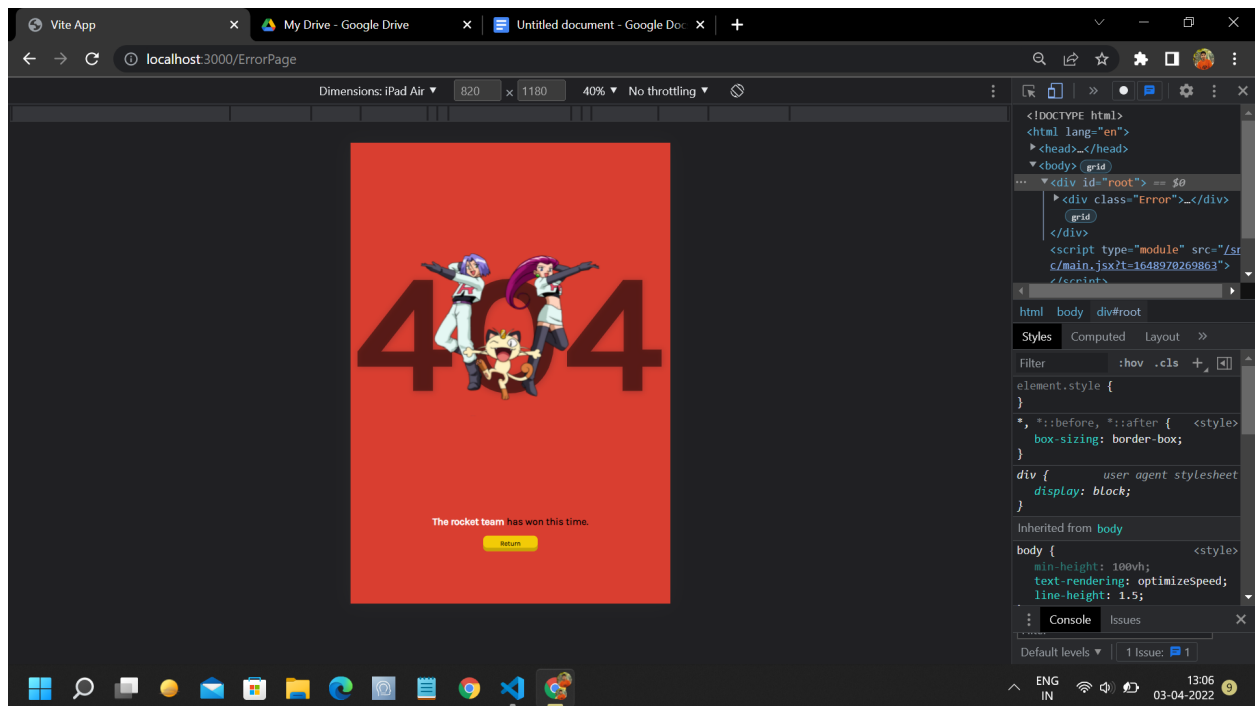 Vite App
My Drive - Google Drive
Untitled document - Google Doc
localhost:3000/ErrorPage
Dimensions: iPad Air ▼ 820 × 1180 40% ▼ No throttling ▼
404
The rocket team has won this time.
Return
<!DOCTYPE html>
<html lang="en">
<head>…</head>
<body> grid
<div id="root"> == $0
<div class="Error">…</div>
grid
</div>
<script type="module" src="/sr
c/main.jsx?t=1648970269863">
</script>
html body div#root
Styles Computed Layout »
Filter :hov .cls +
element.style {
}
*, *::before, *::after { <style>
box-sizing: border-box;
}
div { user agent stylesheet
display: block;
}
Inherited from body
body { <style>
min-height: 100vh;
text-rendering: optimizeSpeed;
line-height: 1.5;
Console Issues
Default levels ▼ 1 Issue: 1
ENG
IN
13:06
03-04-2022
9